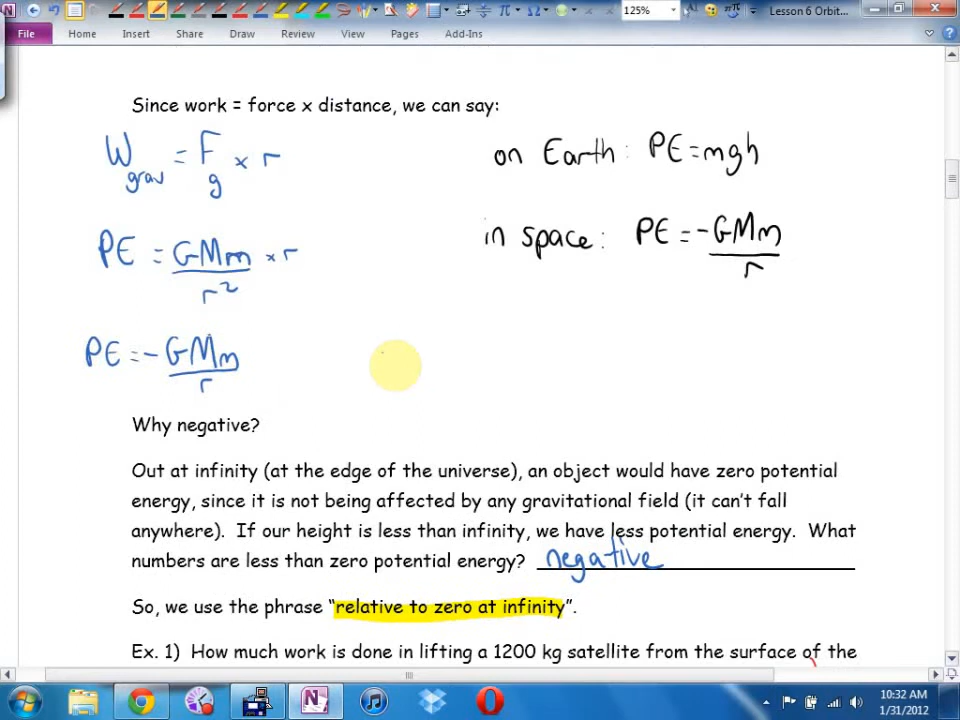 125%
Lesson 6 Orbit...
File Home Insert Share Draw Review View Pages Add-Ins
Since work = force x distance, we can say:
W grav = F g × r
on Earth: PE = mgh
PE = GMm / r² × r
in space: PE = -GMm / r
PE = - GMm / r
Why negative?
Out at infinity (at the edge of the universe), an object would have zero potential
energy, since it is not being affected by any gravitational field (it can't fall
anywhere). If our height is less than infinity, we have less potential energy. What
numbers are less than zero potential energy? negative
So, we use the phrase "relative to zero at infinity".
Ex. 1) How much work is done in lifting a 1200 kg satellite from the surface of the
10:32 AM
1/31/2012